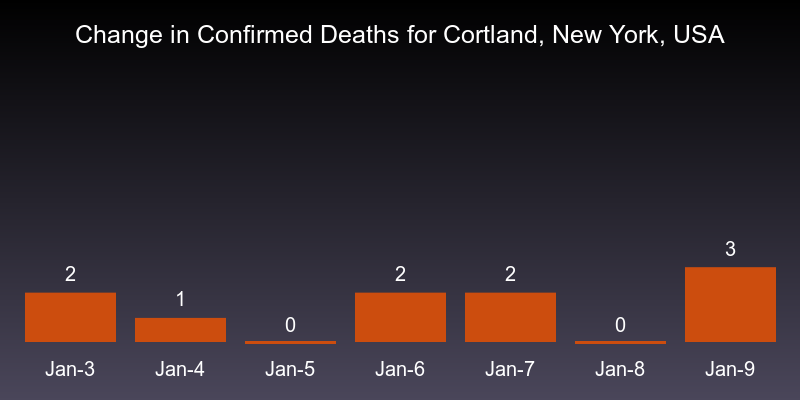 Change in Confirmed Deaths for Cortland, New York, USA
2 1 0 2 2 0 3
Jan-3 Jan-4 Jan-5 Jan-6 Jan-7 Jan-8 Jan-9